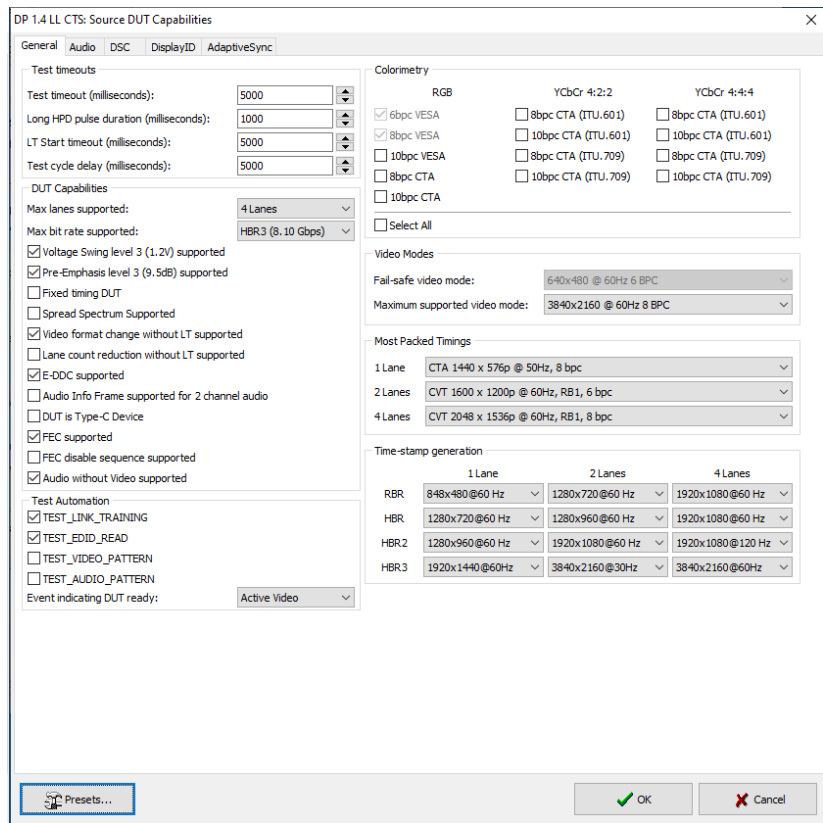 DP 1.4 LL CTS: Source DUT Capabilities
General Audio DSC DisplayID AdaptiveSync
Test timeouts
Test timeout (milliseconds): 5000
Long HPD pulse duration (milliseconds): 1000
LT Start timeout (milliseconds): 5000
Test cycle delay (milliseconds): 5000
DUT Capabilities
Max lanes supported: 4 Lanes
Max bit rate supported: HBR3 (8.10 Gbps)
Voltage Swing level 3 (1.2V) supported
Pre-Emphasis level 3 (9.5dB) supported
Fixed timing DUT
Spread Spectrum Supported
Video format change without LT supported
Lane count reduction without LT supported
E-DDC supported
Audio Info Frame supported for 2 channel audio
DUT is Type-C Device
FEC supported
FEC disable sequence supported
Audio without Video supported
Test Automation
TEST_LINK_TRAINING
TEST_EDID_READ
TEST_VIDEO_PATTERN
TEST_AUDIO_PATTERN
Event indicating DUT ready: Active Video
Colorimetry
RGB YCbCr 4:2:2 YCbCr 4:4:4
6bpc VESA 8bpc CTA (ITU.601) 8bpc CTA (ITU.601)
8bpc VESA 10bpc CTA (ITU.601) 10bpc CTA (ITU.601)
10bpc VESA 8bpc CTA (ITU.709) 8bpc CTA (ITU.709)
8bpc CTA 10bpc CTA (ITU.709) 10bpc CTA (ITU.709)
10bpc CTA
Select All
Video Modes
Fail-safe video mode: 640x480 @ 60Hz 6 BPC
Maximum supported video mode: 3840x2160 @ 60Hz 8 BPC
Most Packed Timings
1 Lane CTA 1440 x 576p @ 50Hz, 8 bpc
2 Lanes CVT 1600 x 1200p @ 60Hz, RB1, 6 bpc
4 Lanes CVT 2048 x 1536p @ 60Hz, RB1, 8 bpc
Time-stamp generation
1 Lane 2 Lanes 4 Lanes
RBR 848x480@60 Hz 1280x720@60 Hz 1920x1080@60 Hz
HBR 1280x720@60 Hz 1280x960@60 Hz 1920x1080@60 Hz
HBR2 1280x960@60 Hz 1920x1080@60 Hz 1920x1080@120 Hz
HBR3 1920x1440@60Hz 3840x2160@30Hz 3840x2160@60Hz
Presets... OK Cancel